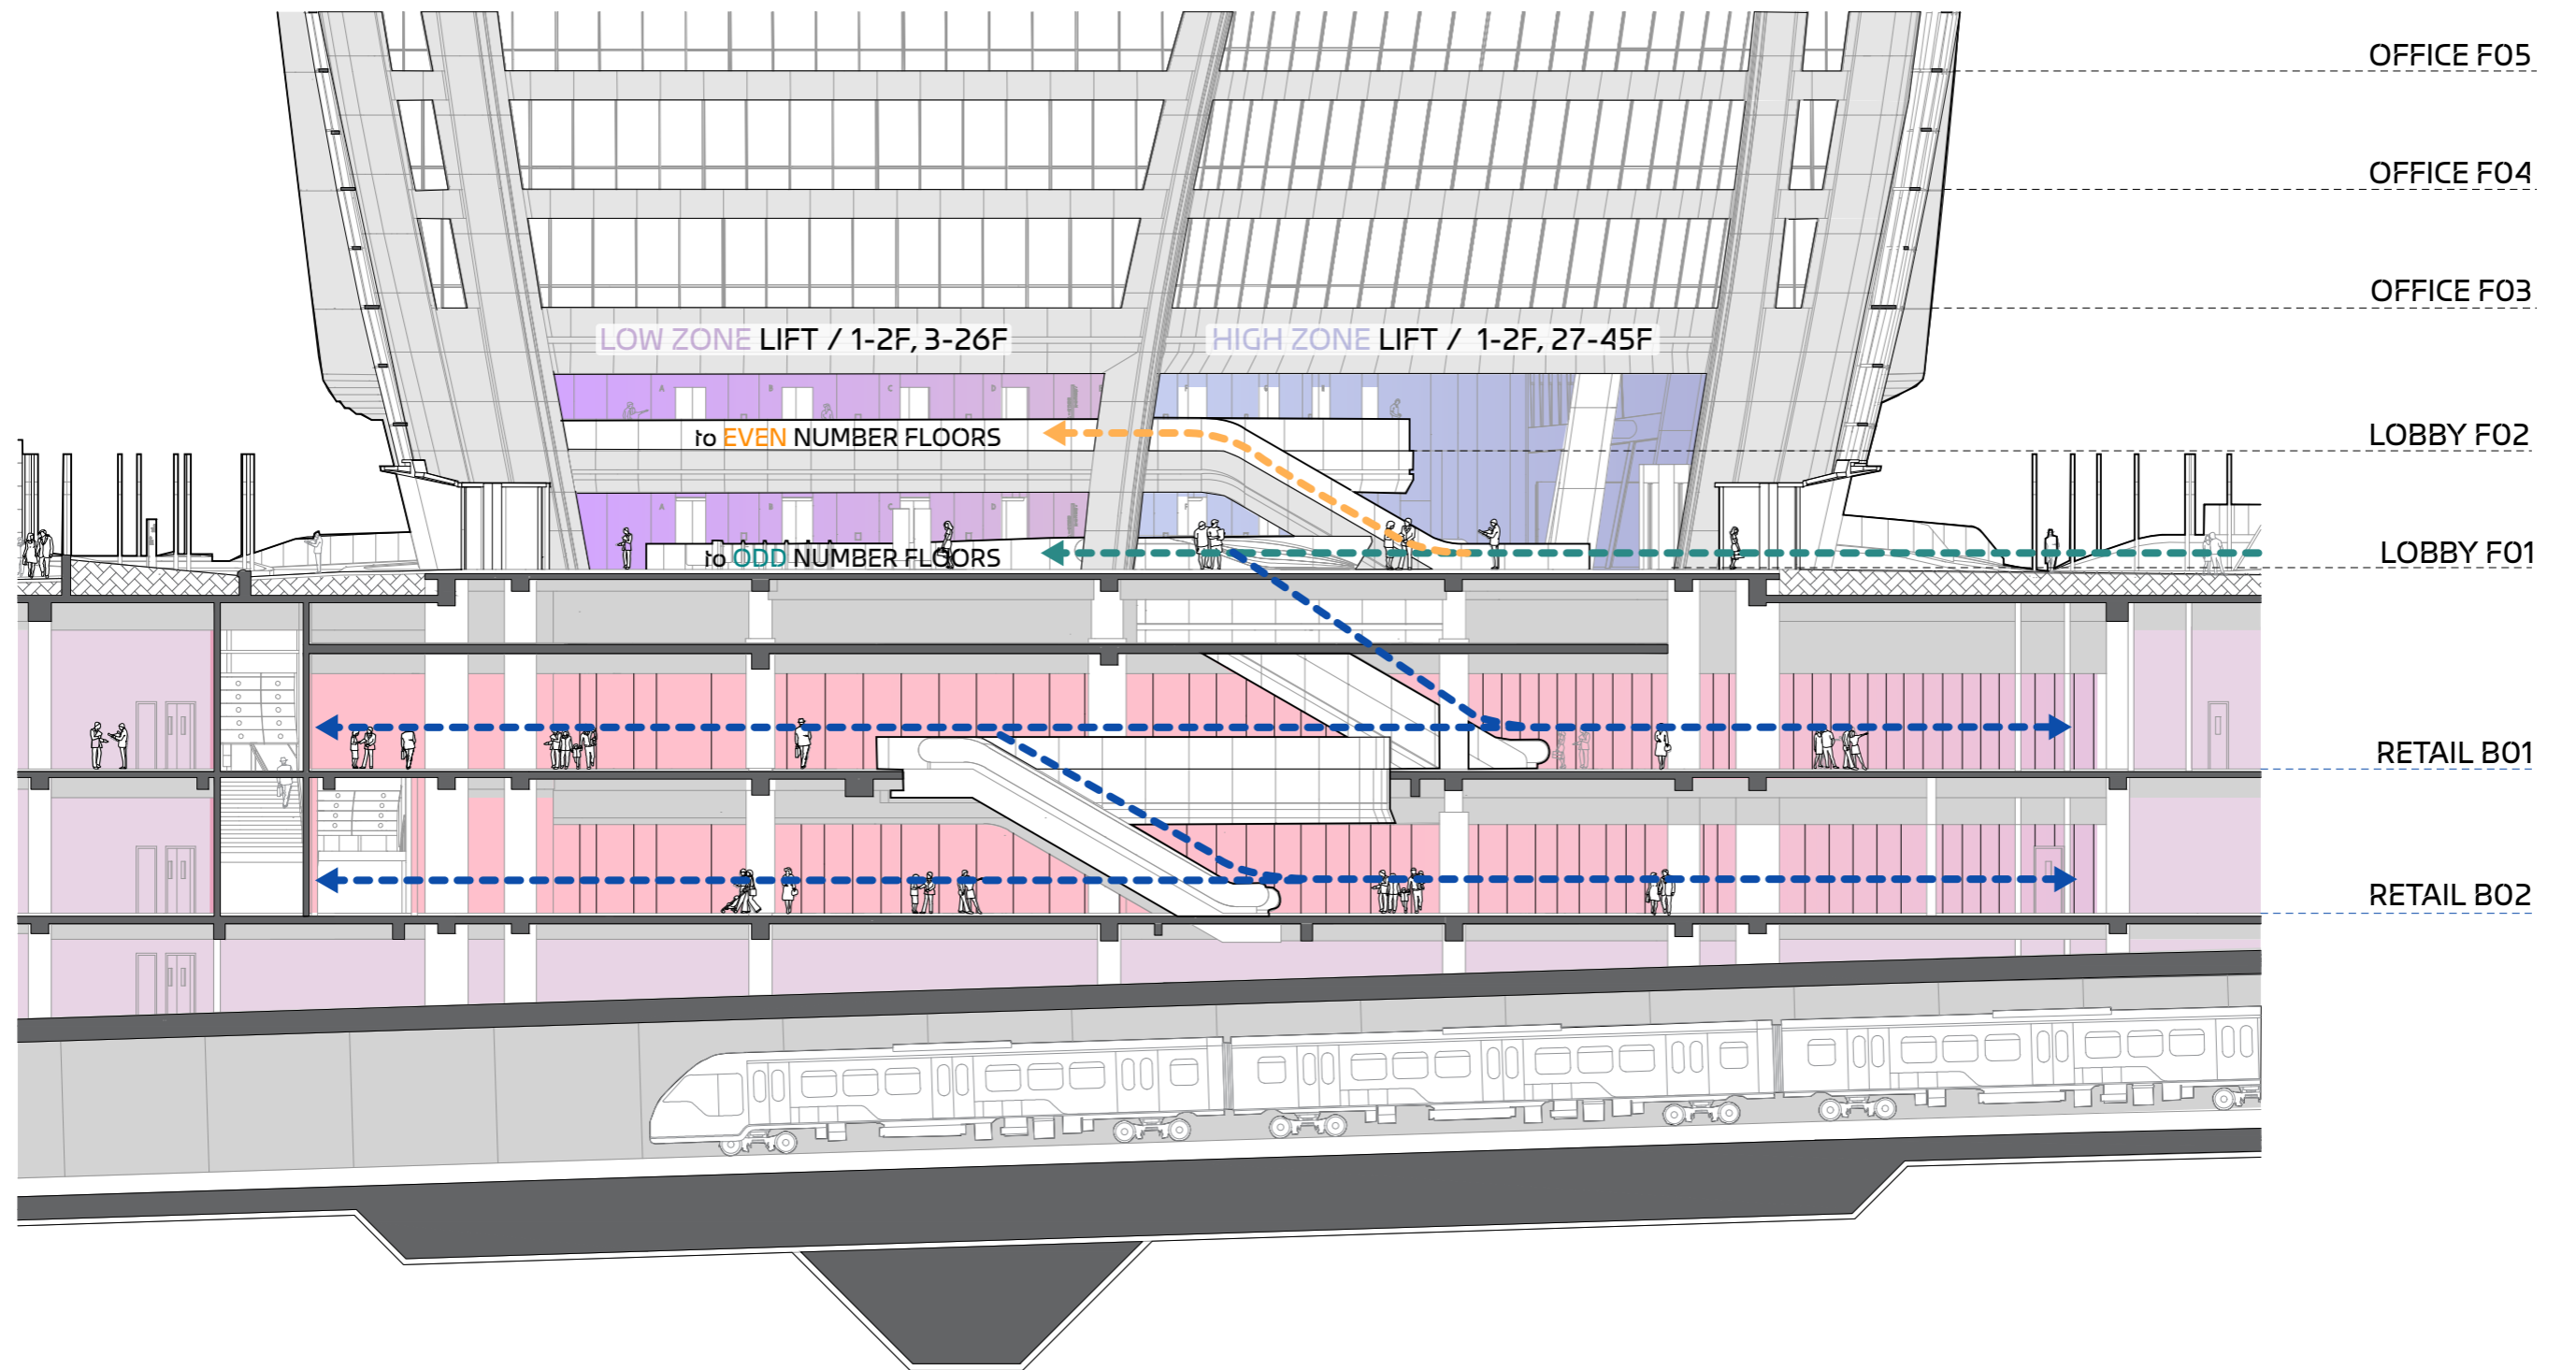 OFFICE F05
OFFICE F04
OFFICE F03
LOW ZONE LIFT / 1-2F, 3-26F
HIGH ZONE LIFT / 1-2F, 27-45F
A B C D E F G H
to EVEN NUMBER FLOORS
LOBBY F02
A B C D F
to ODD NUMBER FLOORS
LOBBY F01
RETAIL B01
RETAIL B02